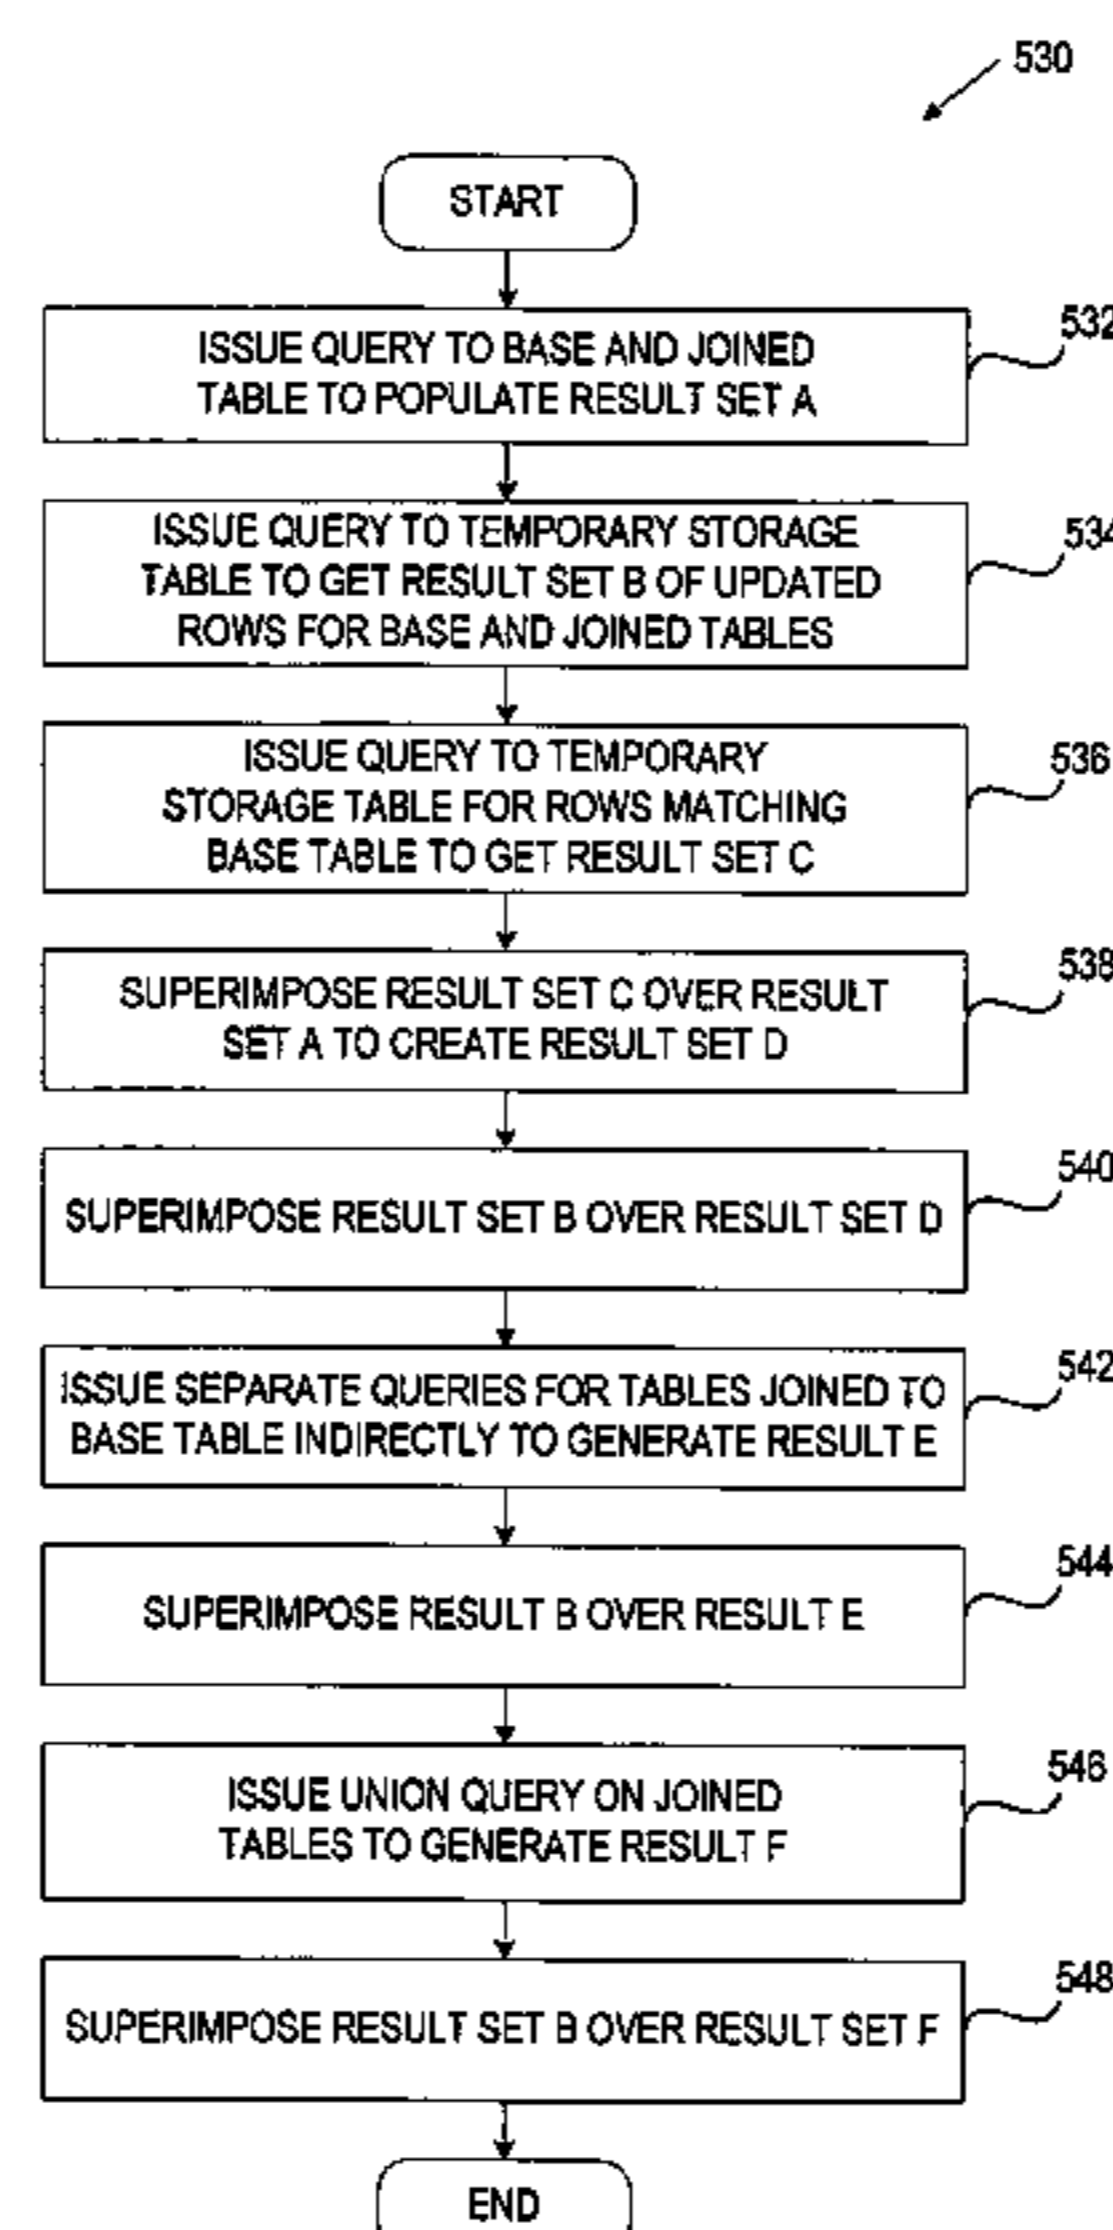 530
START
ISSUE QUERY TO BASE AND JOINED
TABLE TO POPULATE RESULT SET A
532
ISSUE QUERY TO TEMPORARY STORAGE
TABLE TO GET RESULT SET B OF UPDATED
ROWS FOR BASE AND JOINED TABLES
534
ISSUE QUERY TO TEMPORARY
STORAGE TABLE FOR ROWS MATCHING
BASE TABLE TO GET RESULT SET C
536
SUPERIMPOSE RESULT SET C OVER RESULT
SET A TO CREATE RESULT SET D
538
SUPERIMPOSE RESULT SET B OVER RESULT SET D
540
ISSUE SEPARATE QUERIES FOR TABLES JOINED TO
BASE TABLE INDIRECTLY TO GENERATE RESULT E
542
SUPERIMPOSE RESULT B OVER RESULT E
544
ISSUE UNION QUERY ON JOINED
TABLES TO GENERATE RESULT F
546
SUPERIMPOSE RESULT SET B OVER RESULT SET F
548
END